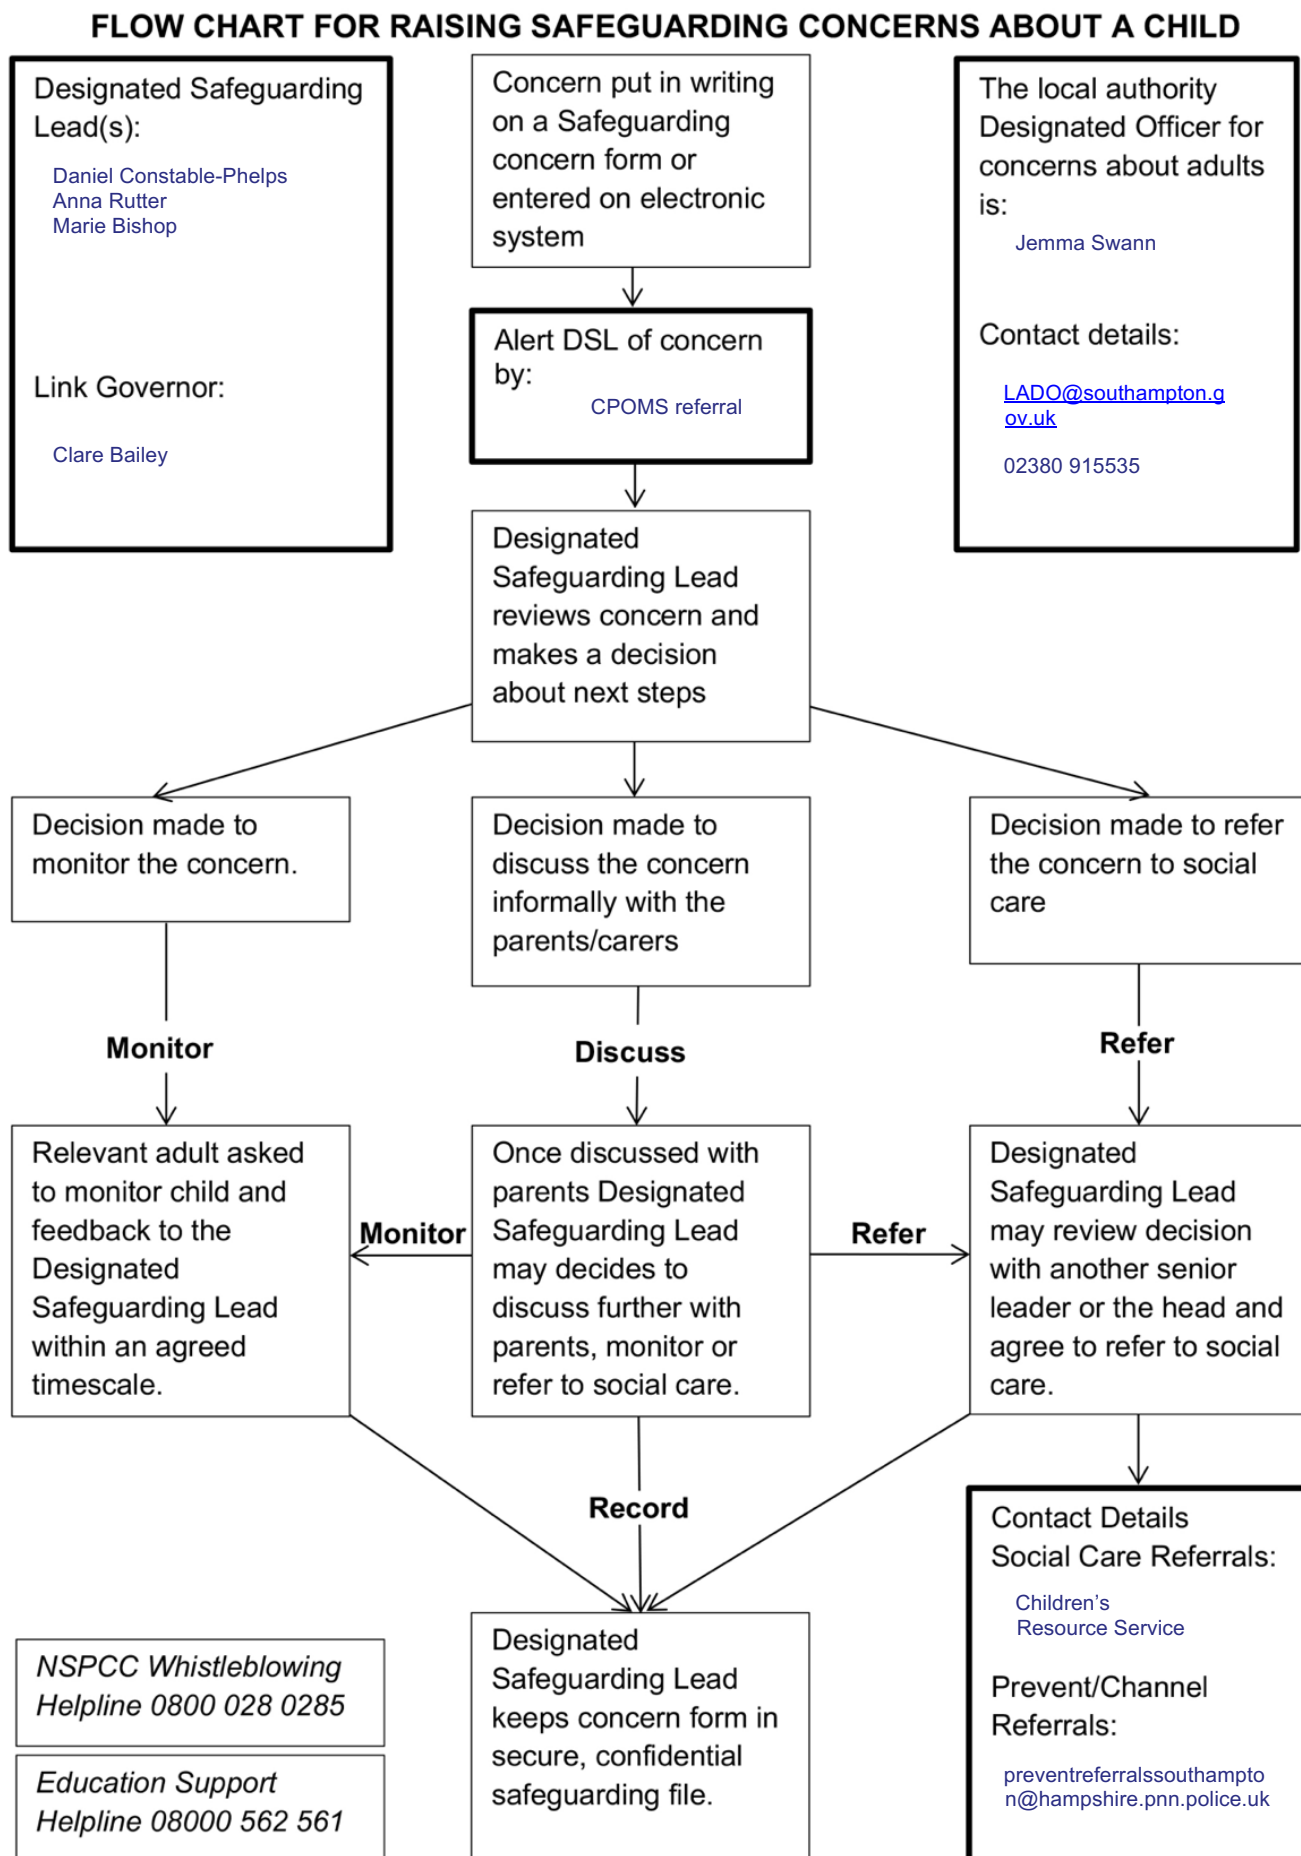 FLOW CHART FOR RAISING SAFEGUARDING CONCERNS ABOUT A CHILD
Designated Safeguarding
Lead(s):
Daniel Constable-Phelps
Anna Rutter
Marie Bishop
Link Governor:
Clare Bailey
Concern put in writing
on a Safeguarding
concern form or
entered on electronic
system
The local authority
Designated Officer for
concerns about adults
is:
Jemma Swann
Contact details:
LADO@southampton.g
ov.uk
02380 915535
Alert DSL of concern
by:
CPOMS referral
Designated
Safeguarding Lead
reviews concern and
makes a decision
about next steps
Decision made to
monitor the concern.
Decision made to
discuss the concern
informally with the
parents/carers
Decision made to refer
the concern to social
care
Monitor
Discuss
Refer
Relevant adult asked
to monitor child and
feedback to the
Designated
Safeguarding Lead
within an agreed
timescale.
Monitor
Once discussed with
parents Designated
Safeguarding Lead
may decides to
discuss further with
parents, monitor or
refer to social care.
Refer
Designated
Safeguarding Lead
may review decision
with another senior
leader or the head and
agree to refer to social
care.
Record
Contact Details
Social Care Referrals:
Children's
Resource Service
Prevent/Channel
Referrals:
preventreferralssouthampto
n@hampshire.pnn.police.uk
Designated
Safeguarding Lead
keeps concern form in
secure, confidential
safeguarding file.
NSPCC Whistleblowing
Helpline 0800 028 0285
Education Support
Helpline 08000 562 561